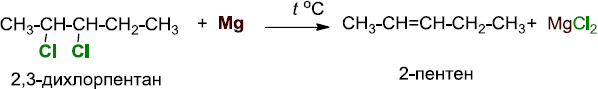 t °C
CH₃-CH-CH-CH₂-CH₃ + Mg → CH₃-CH=CH-CH₂-CH₃ + MgCl₂
Cl Cl
2,3-дихлорпентан
2-пентен